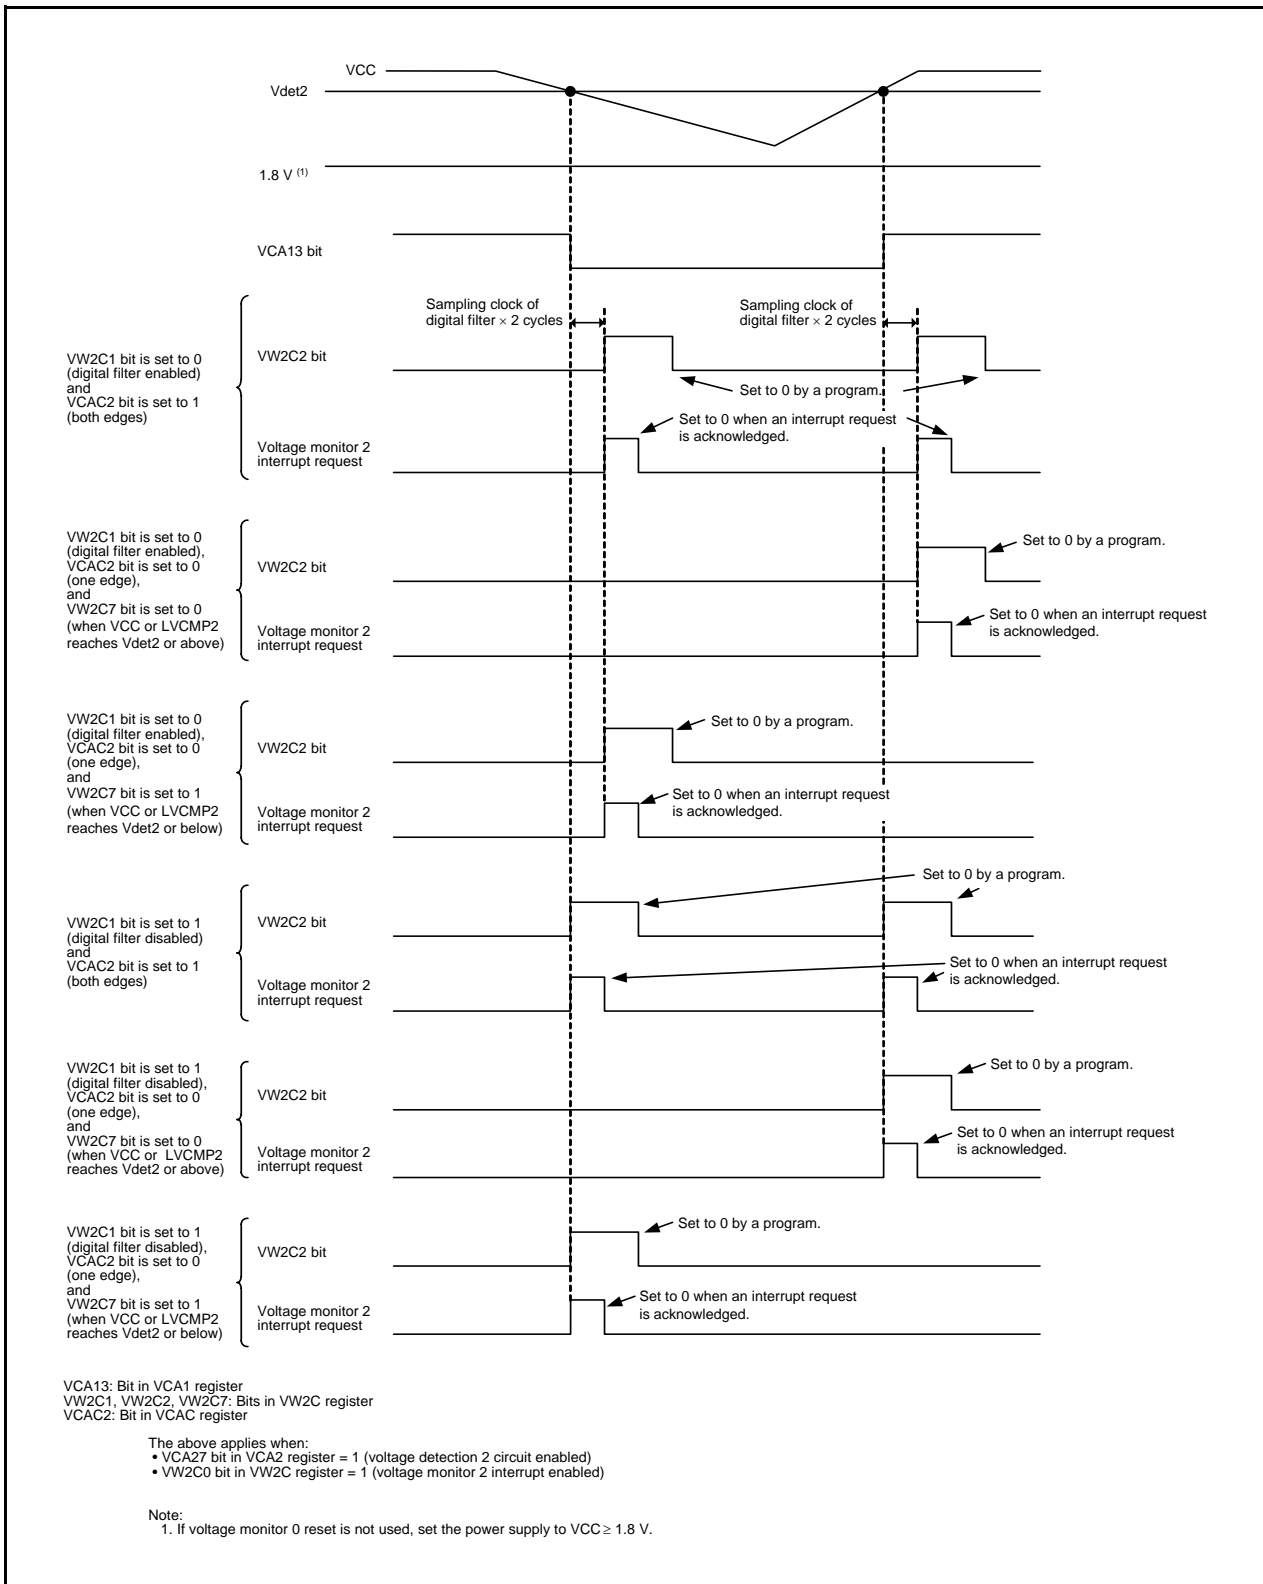 VCC
Vdet2
1.8 V (1)
VCA13 bit
Sampling clock of
digital filter × 2 cycles
Sampling clock of
digital filter × 2 cycles
VW2C1 bit is set to 0
(digital filter enabled)
and
VCAC2 bit is set to 1
(both edges)
VW2C2 bit
Set to 0 by a program.
Set to 0 when an interrupt request
is acknowledged.
Voltage monitor 2
interrupt request
VW2C1 bit is set to 0
(digital filter enabled),
VCAC2 bit is set to 0
(one edge),
and
VW2C7 bit is set to 0
(when VCC or LVCMP2
reaches Vdet2 or above)
VW2C2 bit
Set to 0 by a program.
Voltage monitor 2
interrupt request
Set to 0 when an interrupt request
is acknowledged.
VW2C1 bit is set to 0
(digital filter enabled),
VCAC2 bit is set to 0
(one edge),
and
VW2C7 bit is set to 1
(when VCC or LVCMP2
reaches Vdet2 or below)
VW2C2 bit
Set to 0 by a program.
Voltage monitor 2
interrupt request
Set to 0 when an interrupt request
is acknowledged.
VW2C1 bit is set to 1
(digital filter disabled)
and
VCAC2 bit is set to 1
(both edges)
VW2C2 bit
Set to 0 by a program.
Voltage monitor 2
interrupt request
Set to 0 when an interrupt request
is acknowledged.
VW2C1 bit is set to 1
(digital filter disabled),
VCAC2 bit is set to 0
(one edge),
and
VW2C7 bit is set to 0
(when VCC or LVCMP2
reaches Vdet2 or above)
VW2C2 bit
Set to 0 by a program.
Voltage monitor 2
interrupt request
Set to 0 when an interrupt request
is acknowledged.
VW2C1 bit is set to 1
(digital filter disabled),
VCAC2 bit is set to 0
(one edge),
and
VW2C7 bit is set to 1
(when VCC or LVCMP2
reaches Vdet2 or below)
VW2C2 bit
Set to 0 by a program.
Voltage monitor 2
interrupt request
Set to 0 when an interrupt request
is acknowledged.
VCA13: Bit in VCA1 register
VW2C1, VW2C2, VW2C7: Bits in VW2C register
VCAC2: Bit in VCAC register
The above applies when:
• VCA27 bit in VCA2 register = 1 (voltage detection 2 circuit enabled)
• VW2C0 bit in VW2C register = 1 (voltage monitor 2 interrupt enabled)
Note:
1. If voltage monitor 0 reset is not used, set the power supply to VCC ≥ 1.8 V.